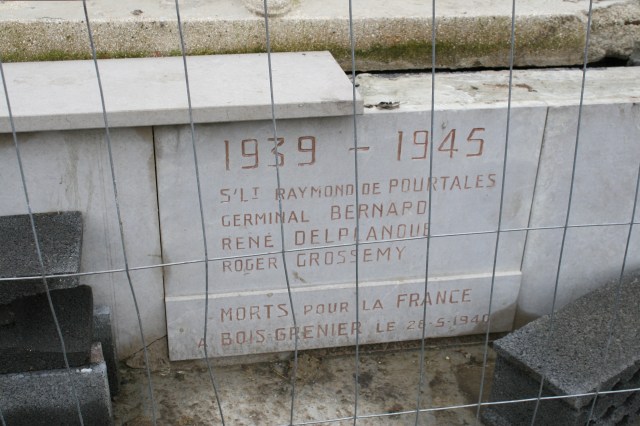 1939 - 1945
S'LT RAYMOND DE POURTALES
GERMINAL BERNARD
RENÉ DELPLANQUE
ROGER GROSSEMY
MORTS POUR LA FRANCE
A BOIS-GRENIER LE 28-5-1940